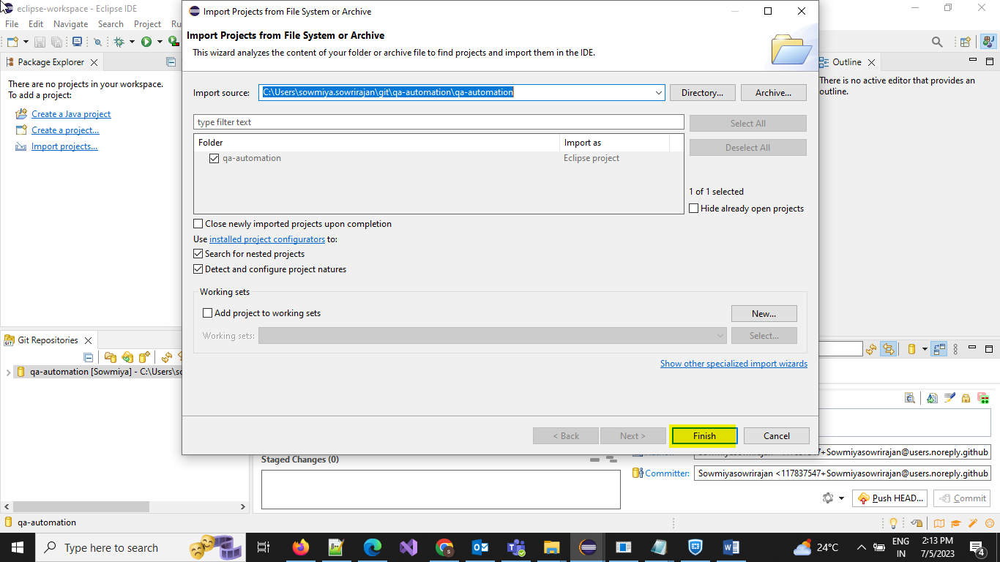 eclipse-workspace - Eclipse IDE
File Edit Navigate Search Project Ru
Package Explorer
There are no projects in your workspace.
To add a project:
Create a Java project
Create a project...
Import projects...
Import Projects from File System or Archive
Import Projects from File System or Archive
This wizard analyzes the content of your folder or archive file to find projects and import them in the IDE.
Import source: C:\Users\sowmiya.sowrirajan\git\qa-automation\qa-automation Directory... Archive...
type filter text Select All
Folder Import as Deselect All
qa-automation Eclipse project
1 of 1 selected
Hide already open projects
Close newly imported projects upon completion
Use installed project configurators to:
Search for nested projects
Detect and configure project natures
Working sets
Add project to working sets New...
Working sets: Select...
Show other specialized import wizards
< Back Next > Finish Cancel
Outline
There is no active editor that provides an
outline.
Git Repositories
qa-automation [Sowmiya] - C:\Users\so
Staged Changes (0)
Sowmiyasowrirajan <117837547+Sowmiyasowrirajan@users.noreply.github
Committer: Sowmiyasowrirajan <117837547+Sowmiyasowrirajan@users.noreply.github
Push HEAD... Commit
qa-automation
Type here to search
24°C
ENG
IN
2:13 PM
7/5/2023
4